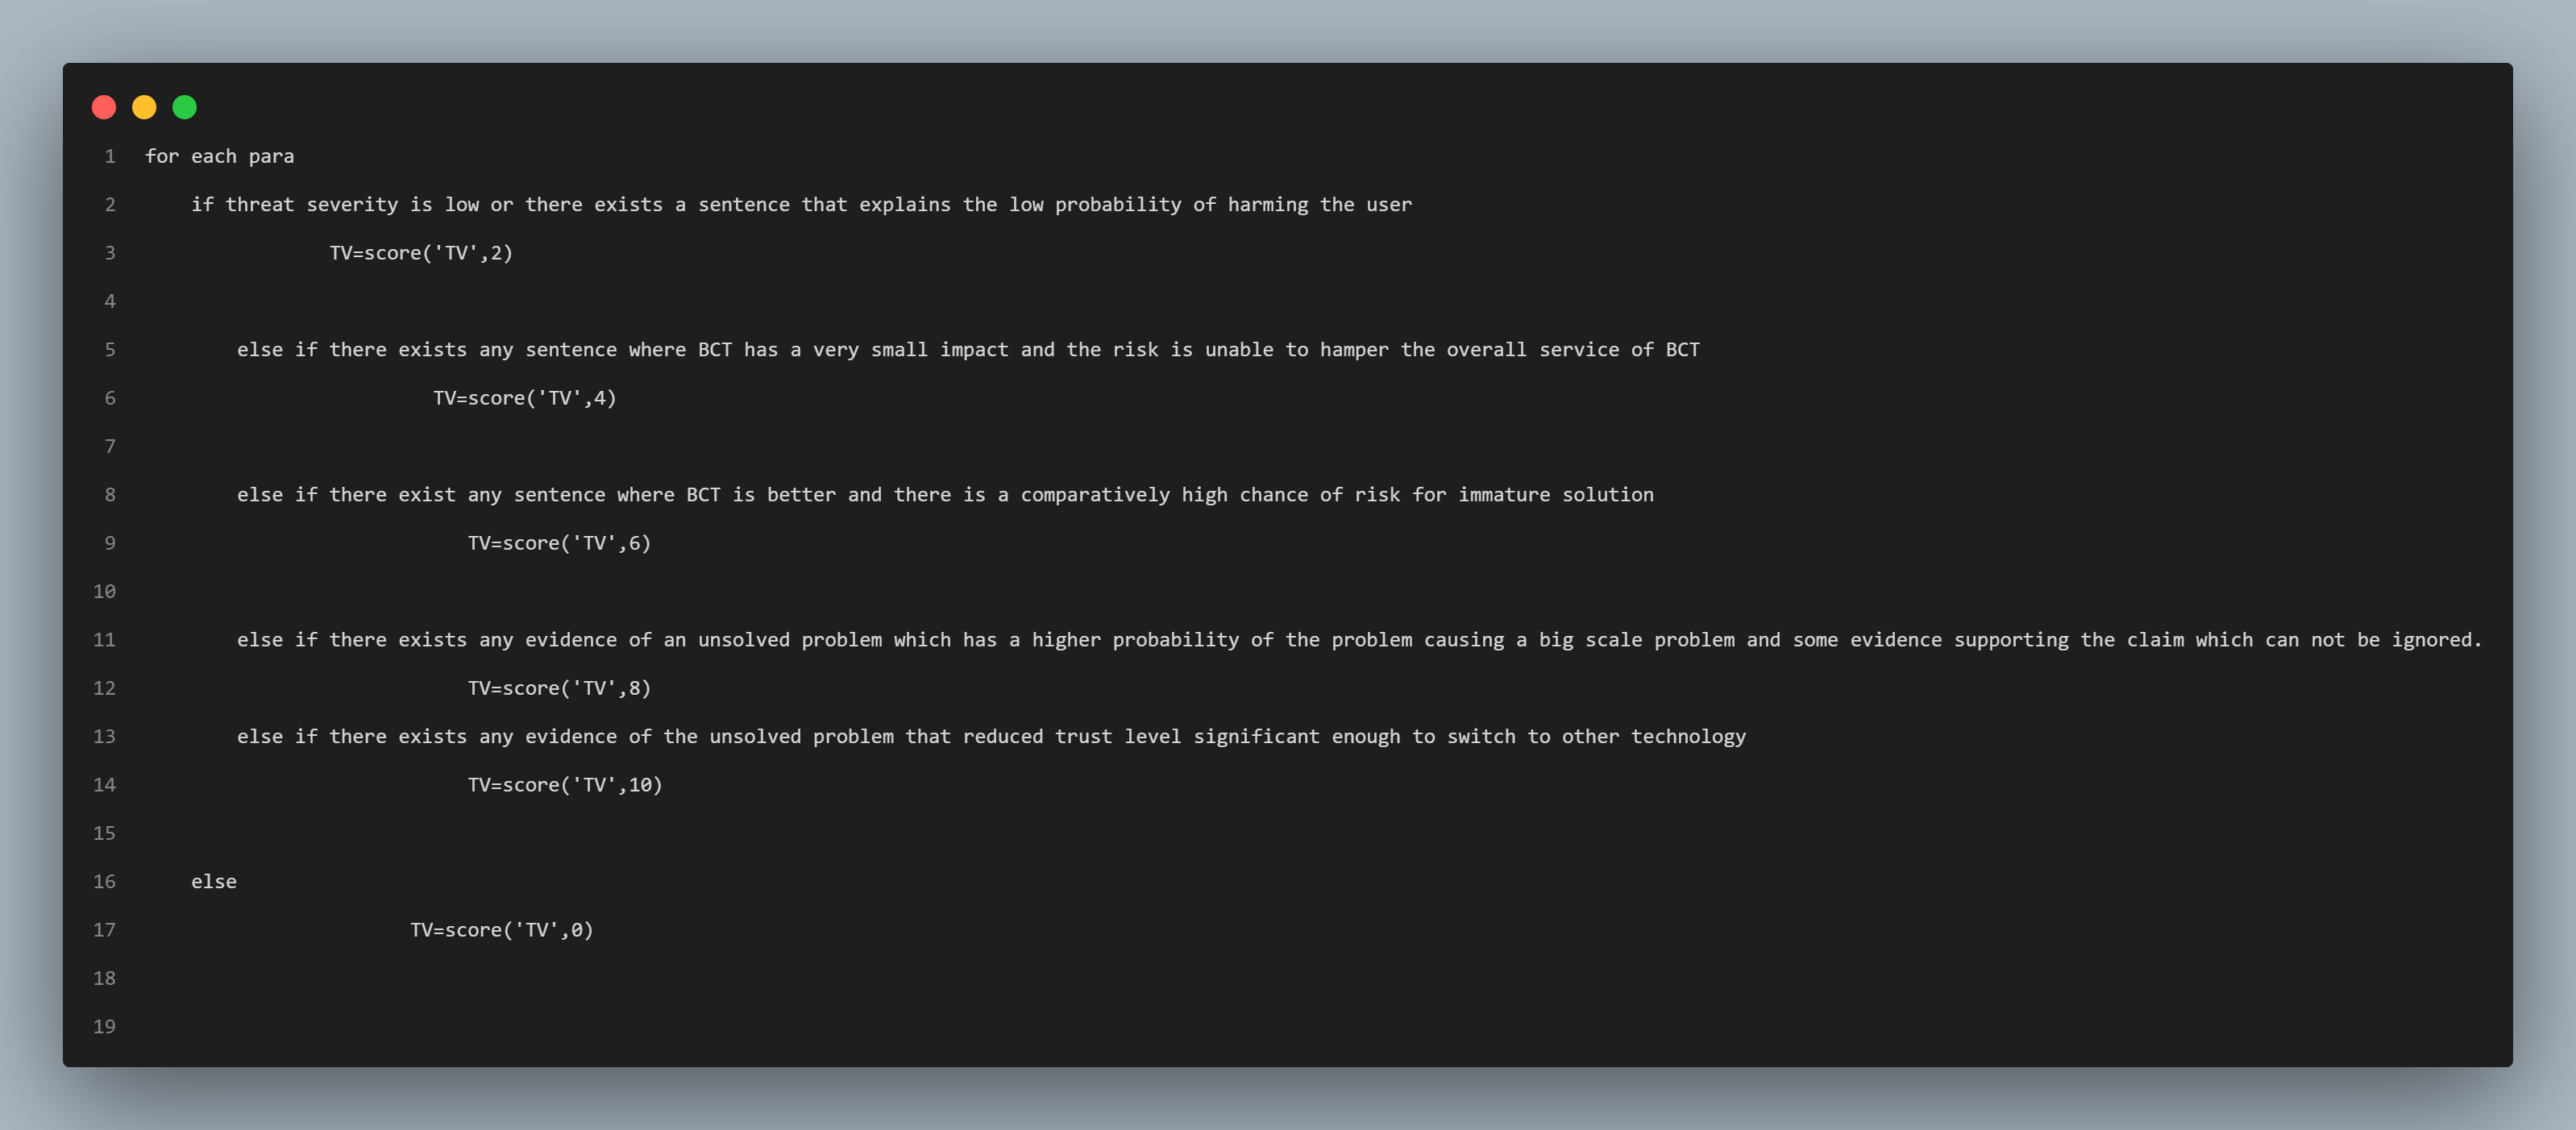 1 for each para
2 if threat severity is low or there exists a sentence that explains the low probability of harming the user
3 TV=score('TV',2)
4
5 else if there exists any sentence where BCT has a very small impact and the risk is unable to hamper the overall service of BCT
6 TV=score('TV',4)
7
8 else if there exist any sentence where BCT is better and there is a comparatively high chance of risk for immature solution
9 TV=score('TV',6)
10
11 else if there exists any evidence of an unsolved problem which has a higher probability of the problem causing a big scale problem and some evidence supporting the claim which can not be ignored.
12 TV=score('TV',8)
13 else if there exists any evidence of the unsolved problem that reduced trust level significant enough to switch to other technology
14 TV=score('TV',10)
15
16 else
17 TV=score('TV',0)
18
19